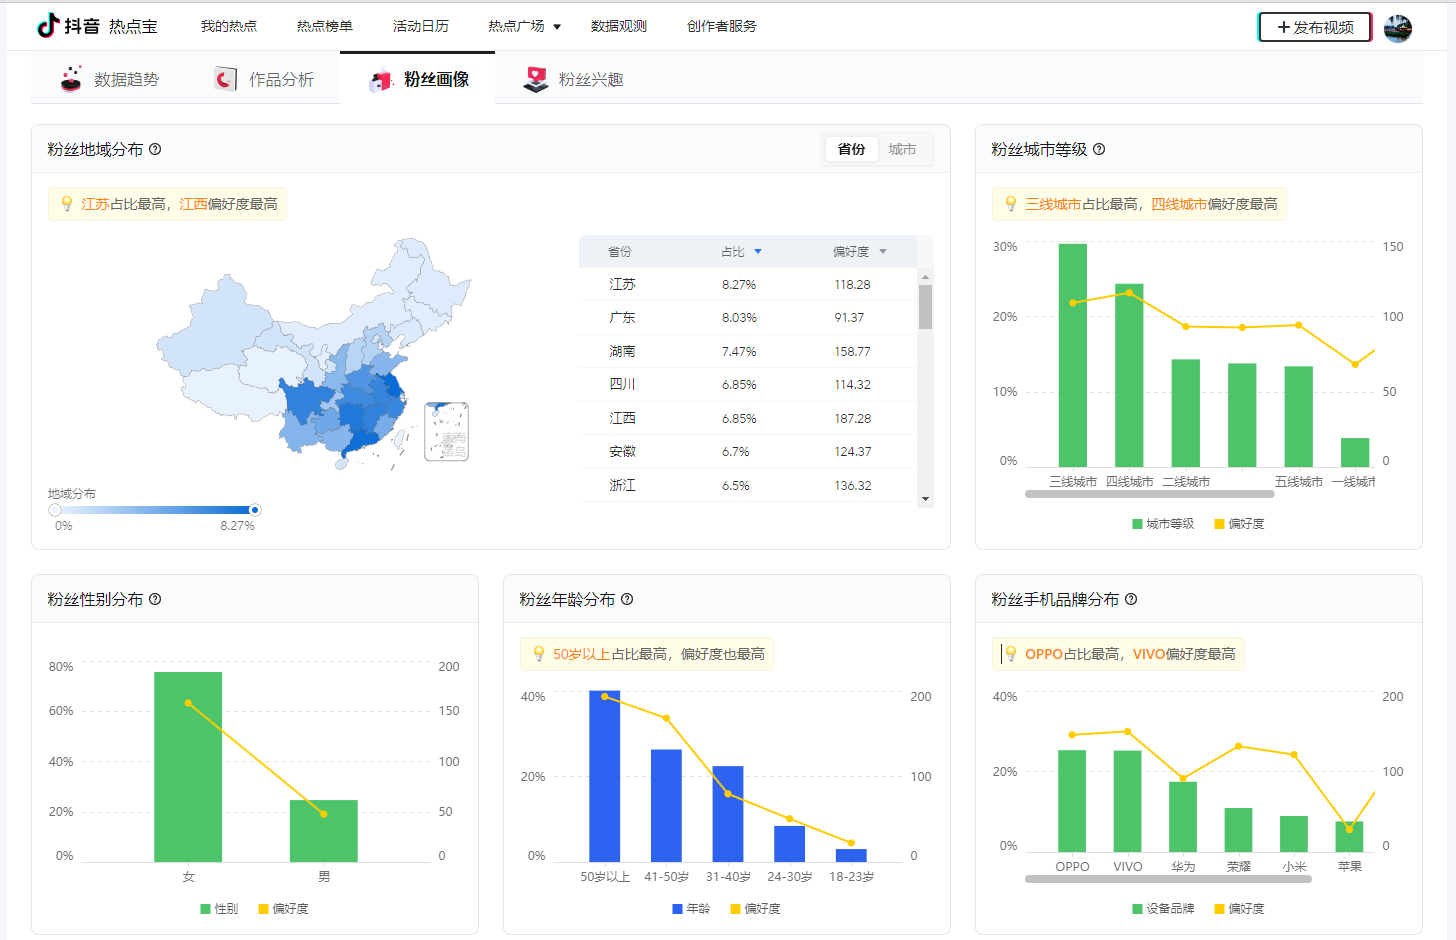 抖音 热点宝 我的热点 热点榜单 活动日历 热点广场 数据观测 创作者服务 发布视频
数据趋势 作品分析 粉丝画像 粉丝兴趣
粉丝地域分布 省份 城市
江苏占比最高，江西偏好度最高
省份 占比 偏好度
江苏 8.27% 118.28
广东 8.03% 91.37
湖南 7.47% 158.77
四川 6.85% 114.32
江西 6.85% 187.28
安徽 6.7% 124.37
浙江 6.5% 136.32
南海
诸岛
地域分布
0% 8.27%
粉丝城市等级
三线城市占比最高，四线城市偏好度最高
30% 150
20% 100
10% 50
0% 0
三线城市 四线城市 二线城市 五线城市 一线城市
城市等级 偏好度
粉丝性别分布
80% 200
60% 150
40% 100
20% 50
0% 0
女 男
性别 偏好度
粉丝年龄分布
50岁以上占比最高，偏好度也最高
40% 200
20% 100
0% 0
50岁以上 41-50岁 31-40岁 24-30岁 18-23岁
年龄 偏好度
粉丝手机品牌分布
OPPO占比最高，VIVO偏好度最高
40% 200
20% 100
0% 0
OPPO VIVO 华为 荣耀 小米 苹果
设备品牌 偏好度